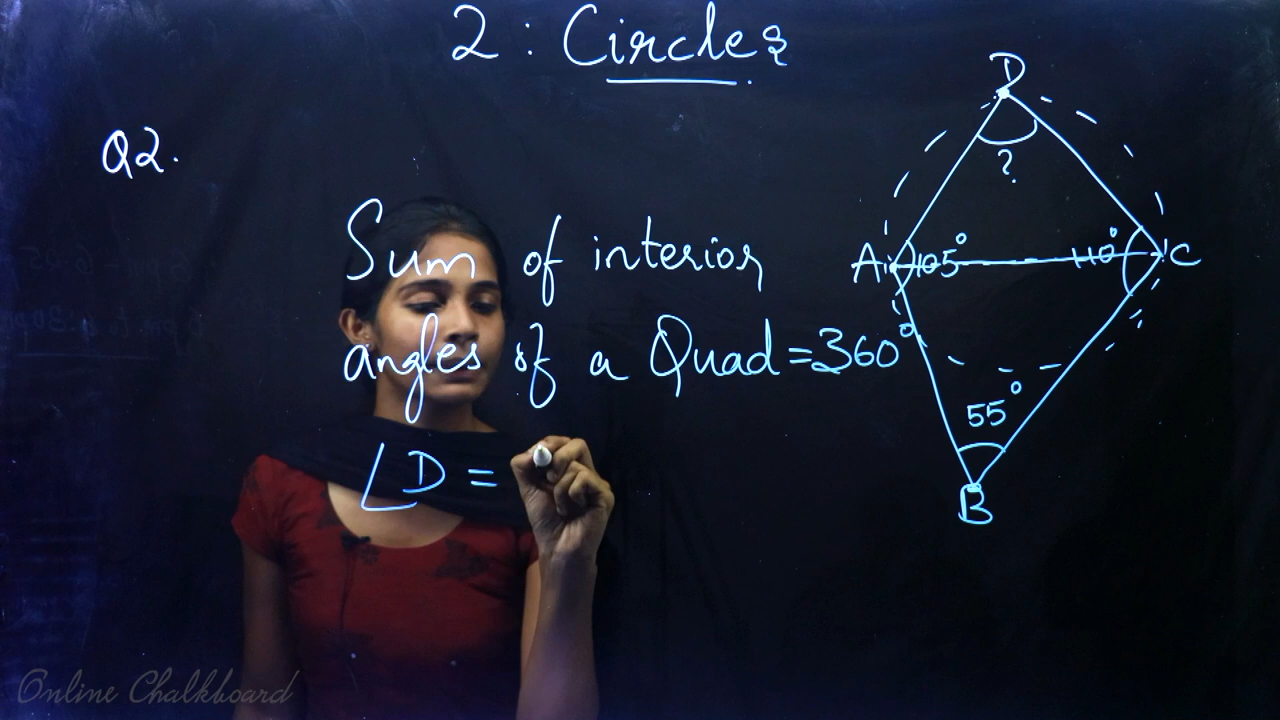 2 : Circles
Q2.
Sum of interior
angles of a Quad = 360°
∠D =
D
?
A
105°
110°
C
55°
B
Online Chalkboard